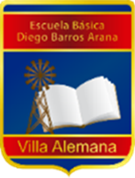 Escuela Básica
Diego Barros Arana
Villa Alemana